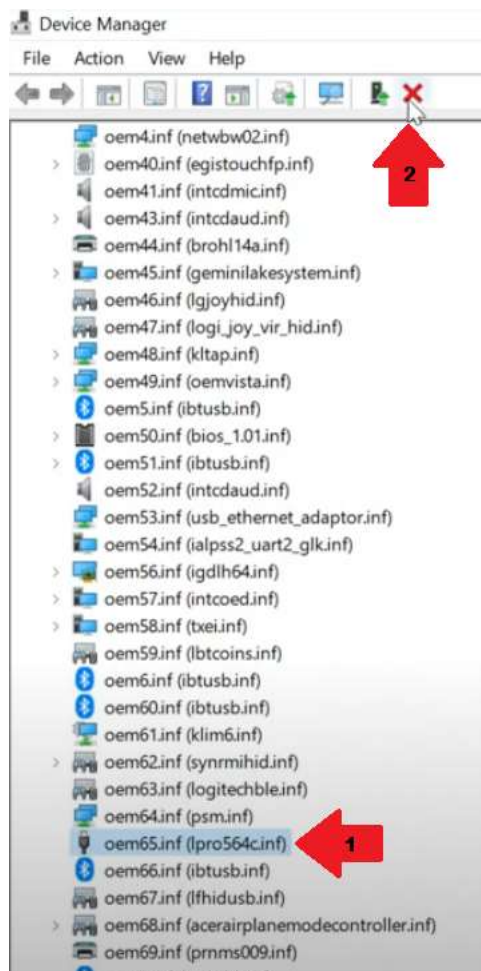 Device Manager
File Action View Help
2
oem4.inf (netwbw02.inf)
oem40.inf (egistouchfp.inf)
oem41.inf (intcdmic.inf)
oem43.inf (intcdaud.inf)
oem44.inf (brohl14a.inf)
oem45.inf (geminilakesystem.inf)
oem46.inf (lgjoyhid.inf)
oem47.inf (logi_joy_vir_hid.inf)
oem48.inf (kltap.inf)
oem49.inf (oemvista.inf)
oem5.inf (ibtusb.inf)
oem50.inf (bios_1.01.inf)
oem51.inf (ibtusb.inf)
oem52.inf (intcdaud.inf)
oem53.inf (usb_ethernet_adaptor.inf)
oem54.inf (ialpss2_uart2_glk.inf)
oem56.inf (igdlh64.inf)
oem57.inf (intcoed.inf)
oem58.inf (txei.inf)
oem59.inf (lbtcoins.inf)
oem6.inf (ibtusb.inf)
oem60.inf (ibtusb.inf)
oem61.inf (klim6.inf)
oem62.inf (synrmihid.inf)
oem63.inf (logitechble.inf)
oem64.inf (psm.inf)
oem65.inf (lpro564c.inf) 1
oem66.inf (ibtusb.inf)
oem67.inf (lfhidusb.inf)
oem68.inf (acerairplanemodecontroller.inf)
oem69.inf (prnms009.inf)